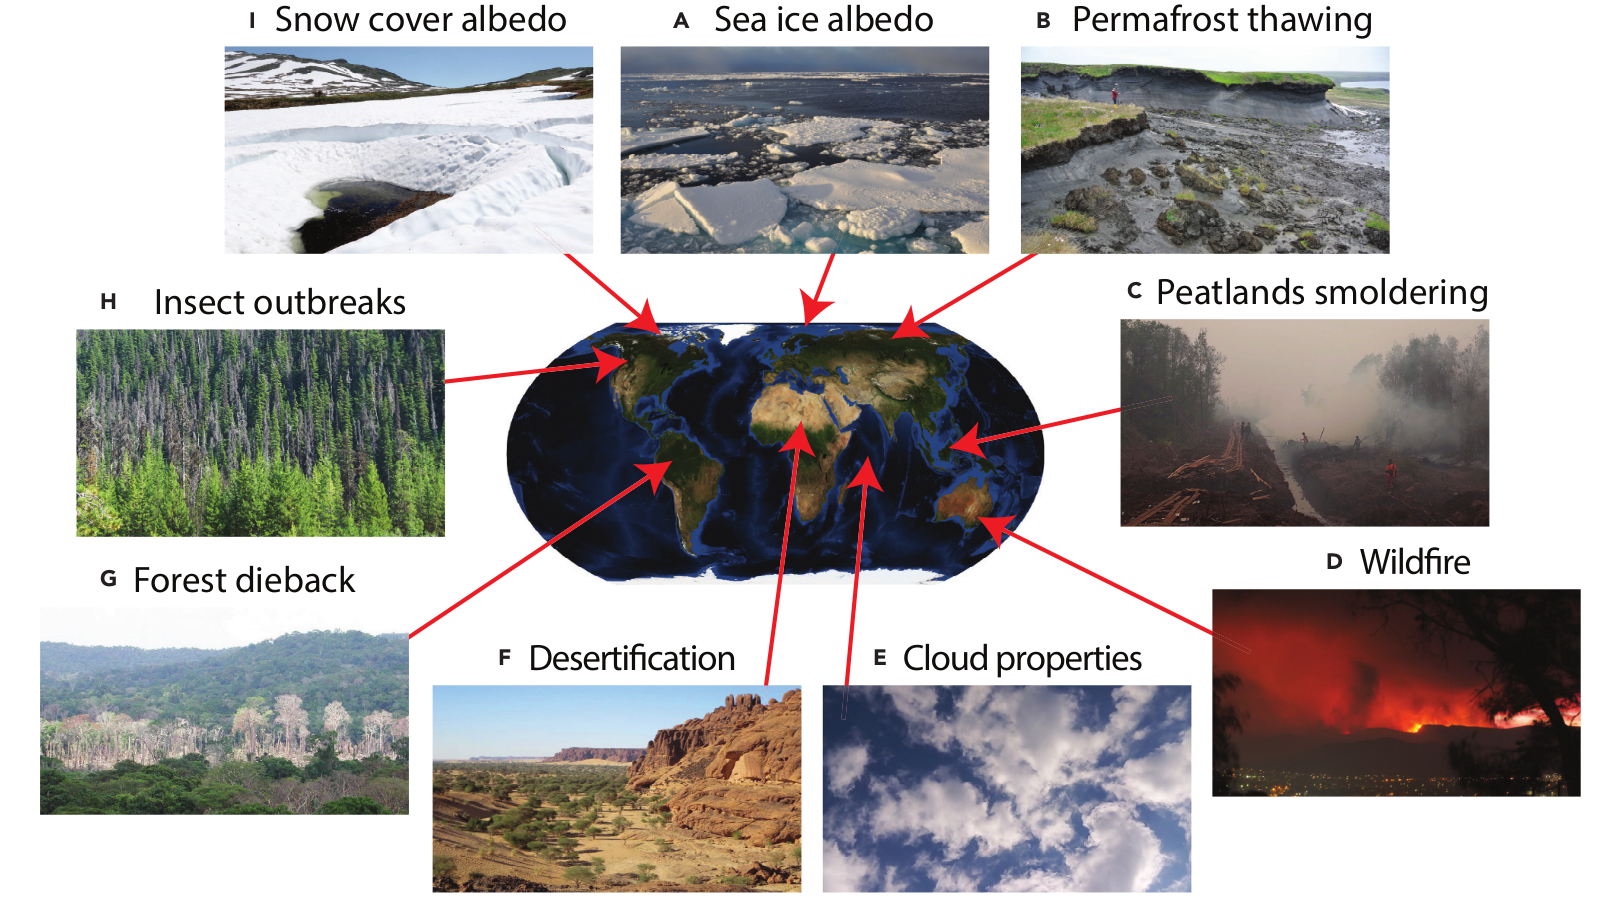 I Snow cover albedo
A Sea ice albedo
B Permafrost thawing
H Insect outbreaks
C Peatlands smoldering
G Forest dieback
D Wildfire
F Desertification
E Cloud properties